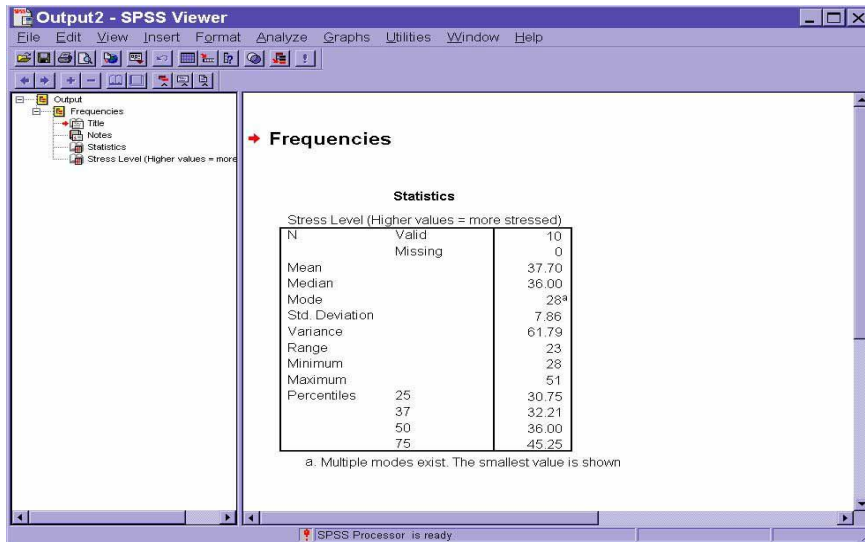 Output2 - SPSS Viewer
File Edit View Insert Format Analyze Graphs Utilities Window Help
Output
Frequencies
Title
Notes
Statistics
Stress Level (Higher values = more
Frequencies
Statistics
Stress Level (Higher values = more stressed)
N Valid 10
Missing 0
Mean 37.70
Median 36.00
Mode 28a
Std. Deviation 7.86
Variance 61.79
Range 23
Minimum 28
Maximum 51
Percentiles 25 30.75
37 32.21
50 36.00
75 45.25
a. Multiple modes exist. The smallest value is shown
SPSS Processor is ready